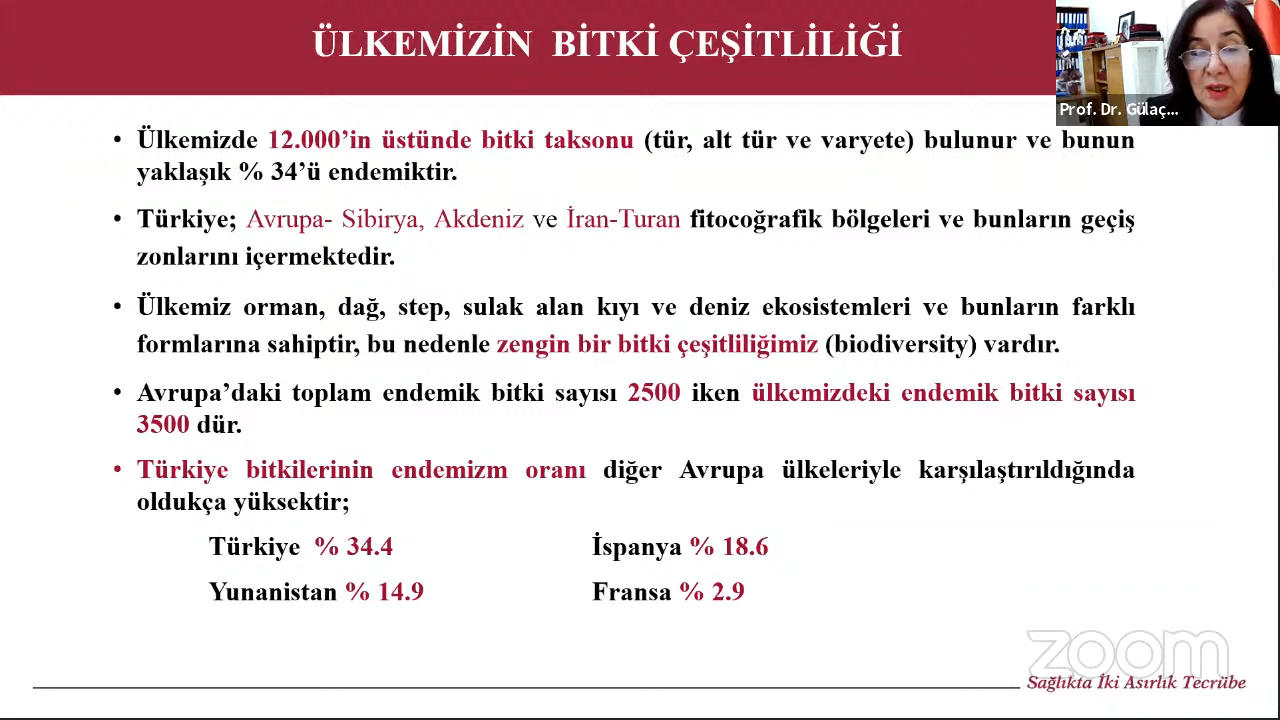 ÜLKEMİZİN BİTKİ ÇEŞİTLİLİĞİ
Prof. Dr. Gülaç...
• Ülkemizde 12.000’in üstünde bitki taksonu (tür, alt tür ve varyete) bulunur ve bunun
yaklaşık % 34’ü endemiktir.
• Türkiye; Avrupa- Sibirya, Akdeniz ve İran-Turan fitocoğrafik bölgeleri ve bunların geçiş
zonlarını içermektedir.
• Ülkemiz orman, dağ, step, sulak alan kıyı ve deniz ekosistemleri ve bunların farklı
formlarına sahiptir, bu nedenle zengin bir bitki çeşitliliğimiz (biodiversity) vardır.
• Avrupa’daki toplam endemik bitki sayısı 2500 iken ülkemizdeki endemik bitki sayısı
3500 dür.
• Türkiye bitkilerinin endemizm oranı diğer Avrupa ülkeleriyle karşılaştırıldığında
oldukça yüksektir;
Türkiye % 34.4 İspanya % 18.6
Yunanistan % 14.9 Fransa % 2.9
zoom
Sağlıkta İki Asırlık Tecrübe